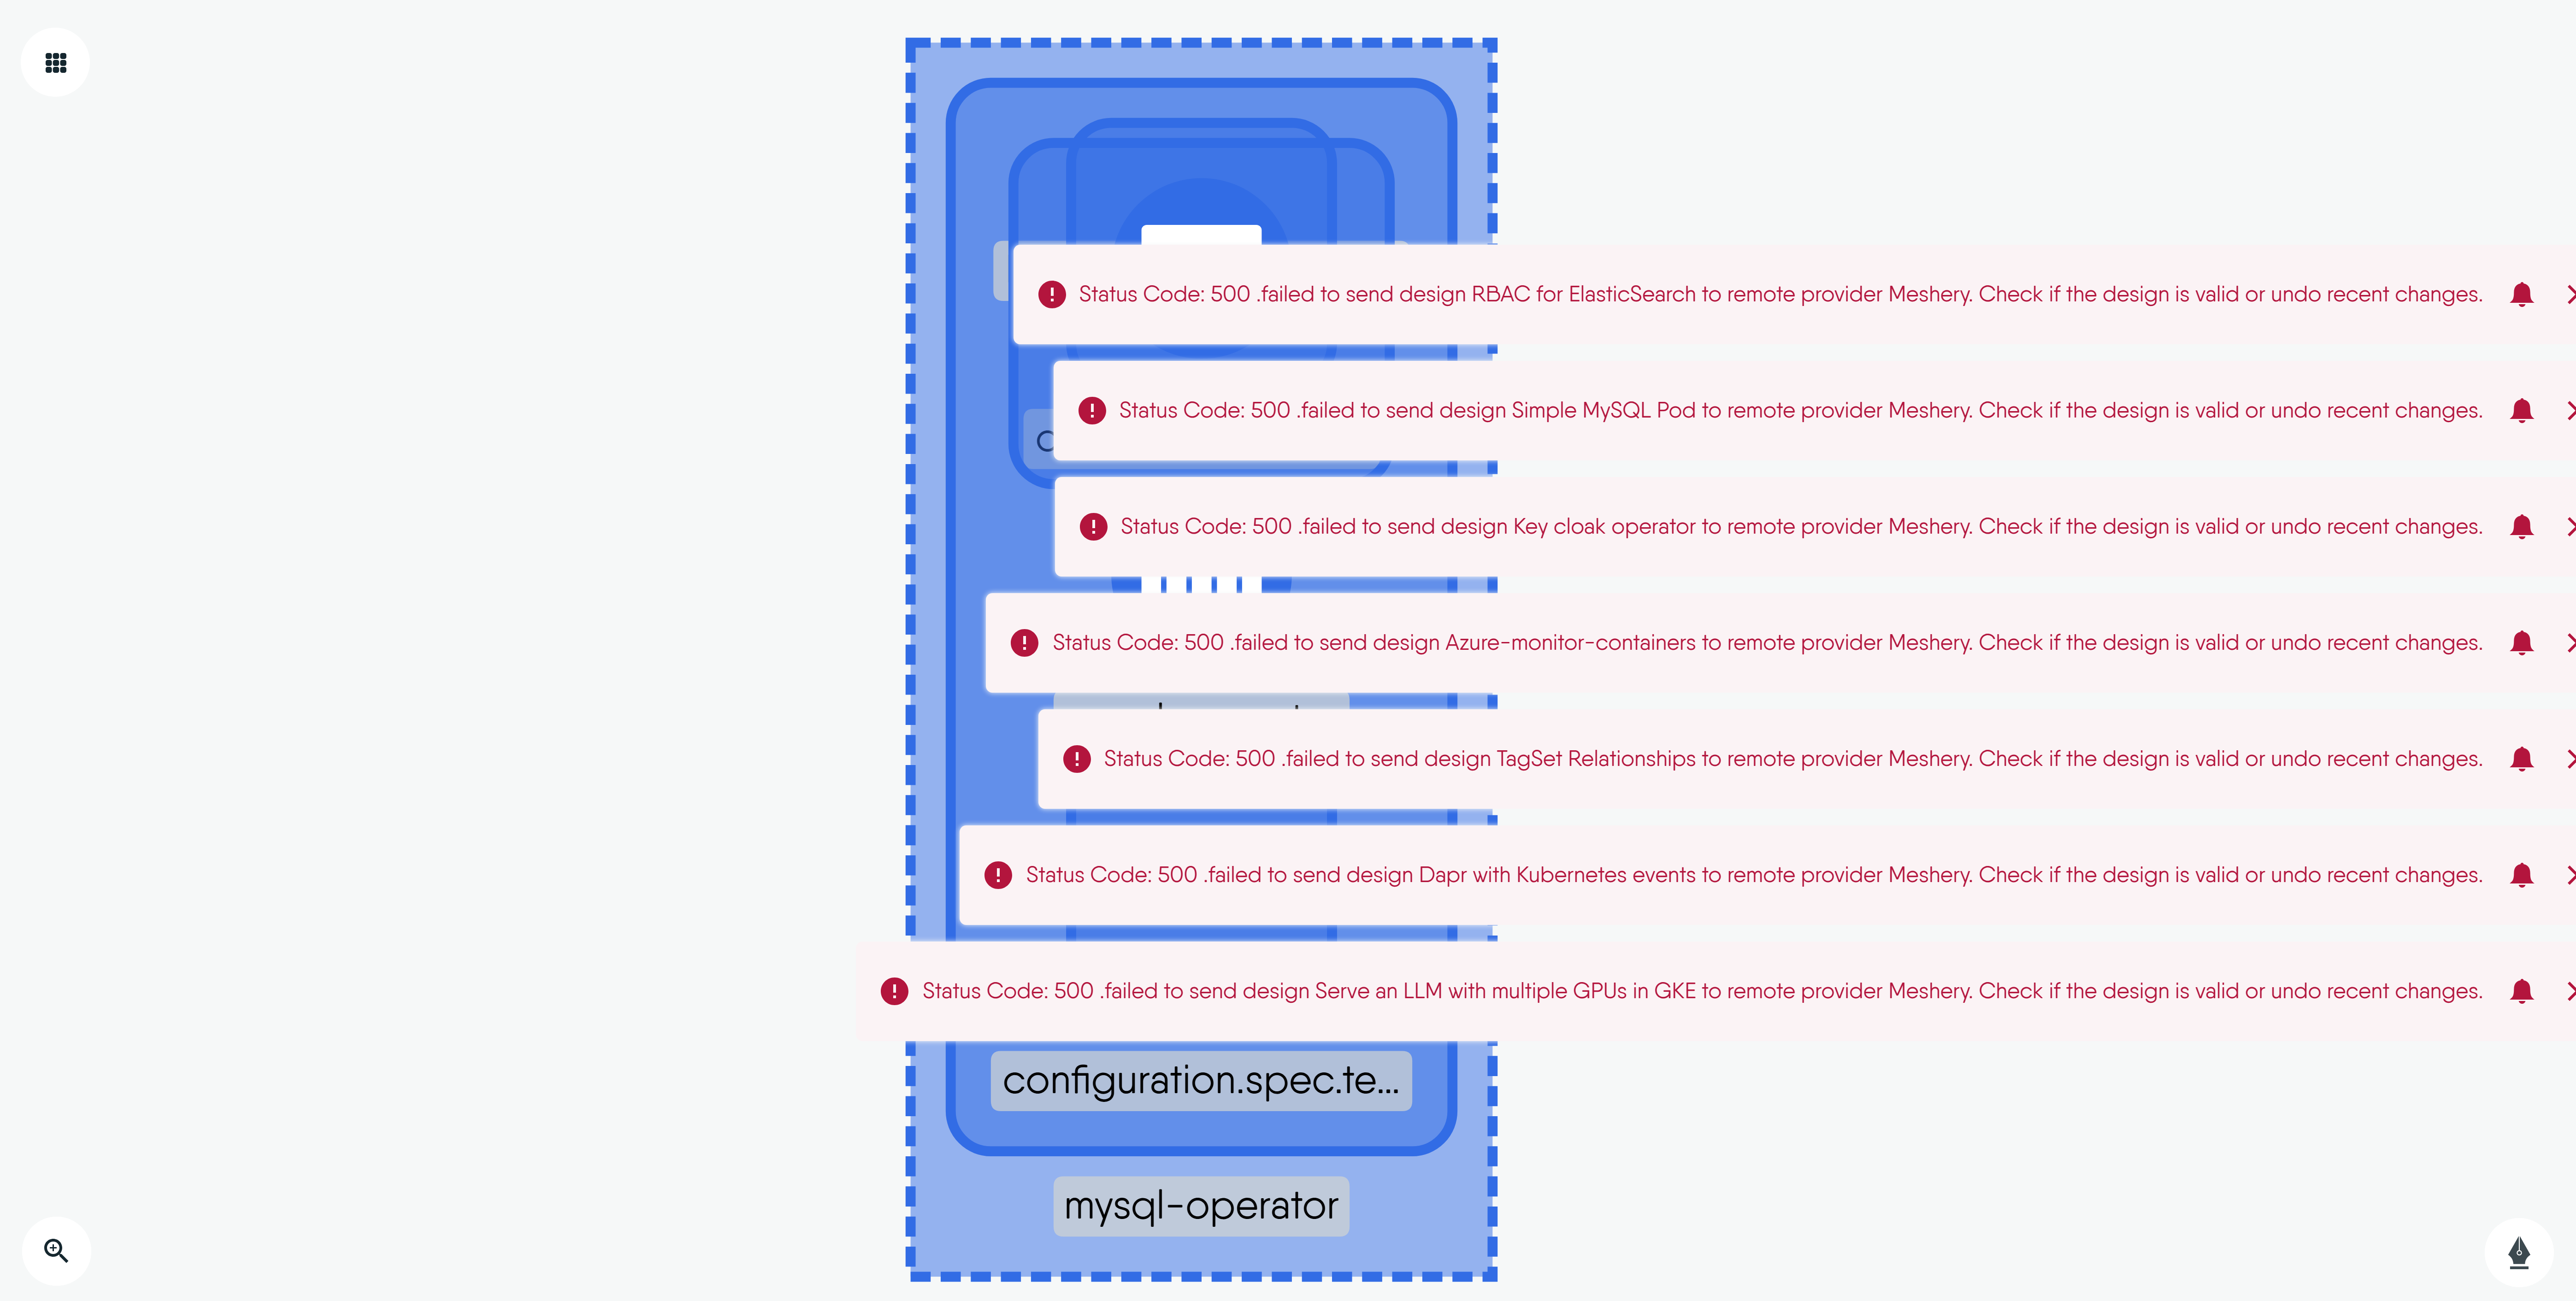 Status Code: 500 .failed to send design RBAC for ElasticSearch to remote provider Meshery. Check if the design is valid or undo recent changes.
Status Code: 500 .failed to send design Simple MySQL Pod to remote provider Meshery. Check if the design is valid or undo recent changes.
Status Code: 500 .failed to send design Key cloak operator to remote provider Meshery. Check if the design is valid or undo recent changes.
Status Code: 500 .failed to send design Azure-monitor-containers to remote provider Meshery. Check if the design is valid or undo recent changes.
Status Code: 500 .failed to send design TagSet Relationships to remote provider Meshery. Check if the design is valid or undo recent changes.
Status Code: 500 .failed to send design Dapr with Kubernetes events to remote provider Meshery. Check if the design is valid or undo recent changes.
Status Code: 500 .failed to send design Serve an LLM with multiple GPUs in GKE to remote provider Meshery. Check if the design is valid or undo recent changes.
configuration.spec.te...
mysql-operator